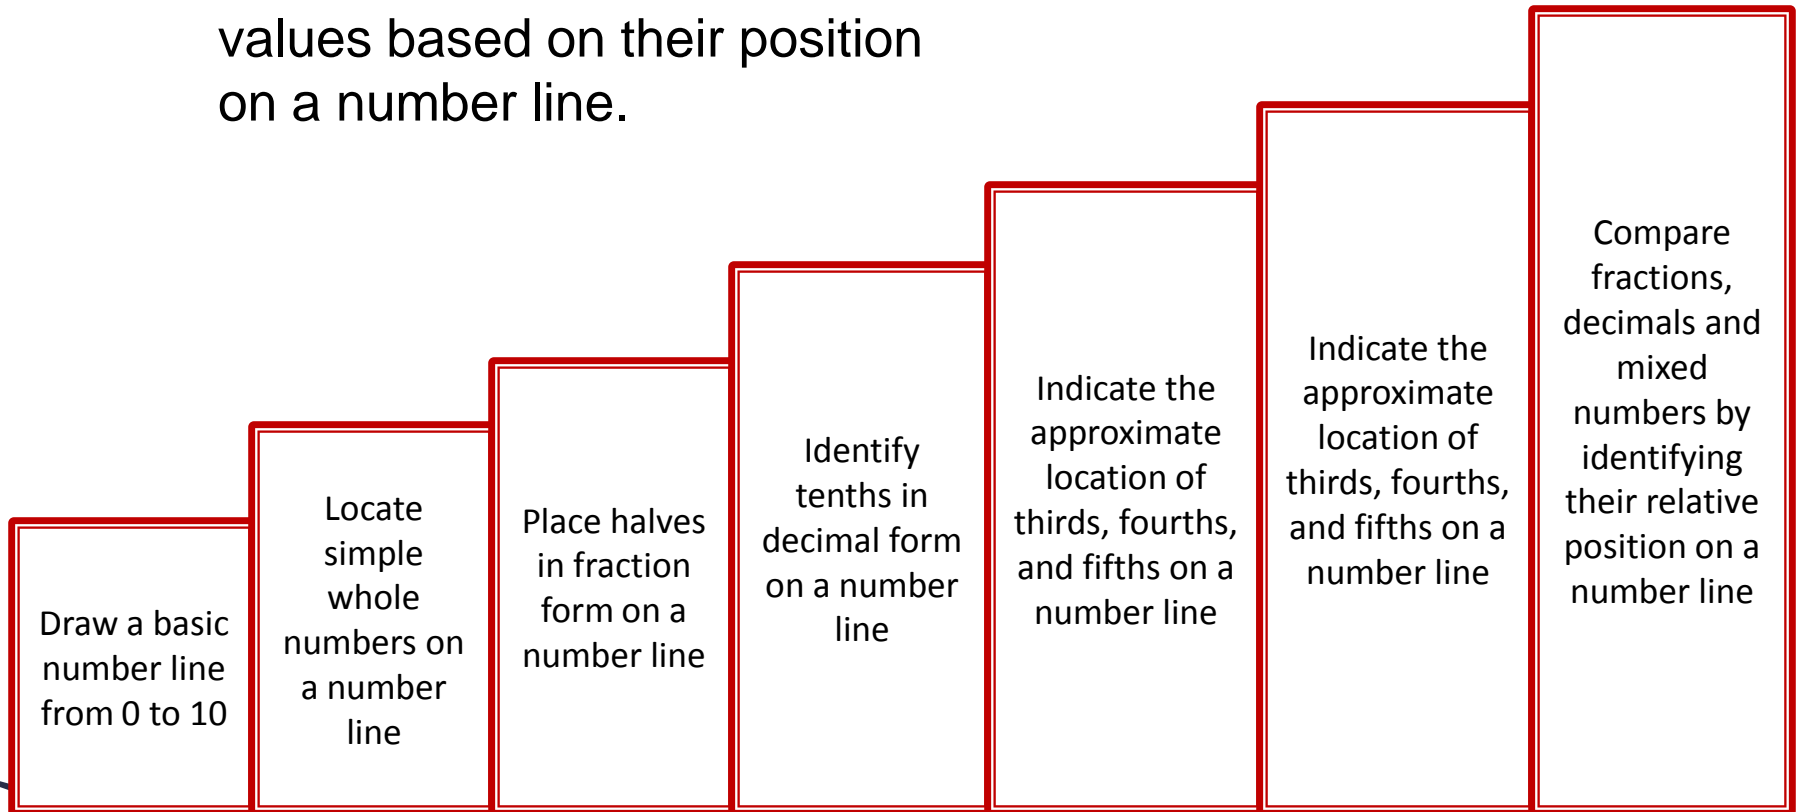 values based on their position
on a number line.
Draw a basic
number line
from 0 to 10
Locate
simple
whole
numbers on
a number
line
Place halves
in fraction
form on a
number line
Identify
tenths in
decimal form
on a number
line
Indicate the
approximate
location of
thirds, fourths,
and fifths on a
number line
Indicate the
approximate
location of
thirds, fourths,
and fifths on a
number line
Compare
fractions,
decimals and
mixed
numbers by
identifying
their relative
position on a
number line